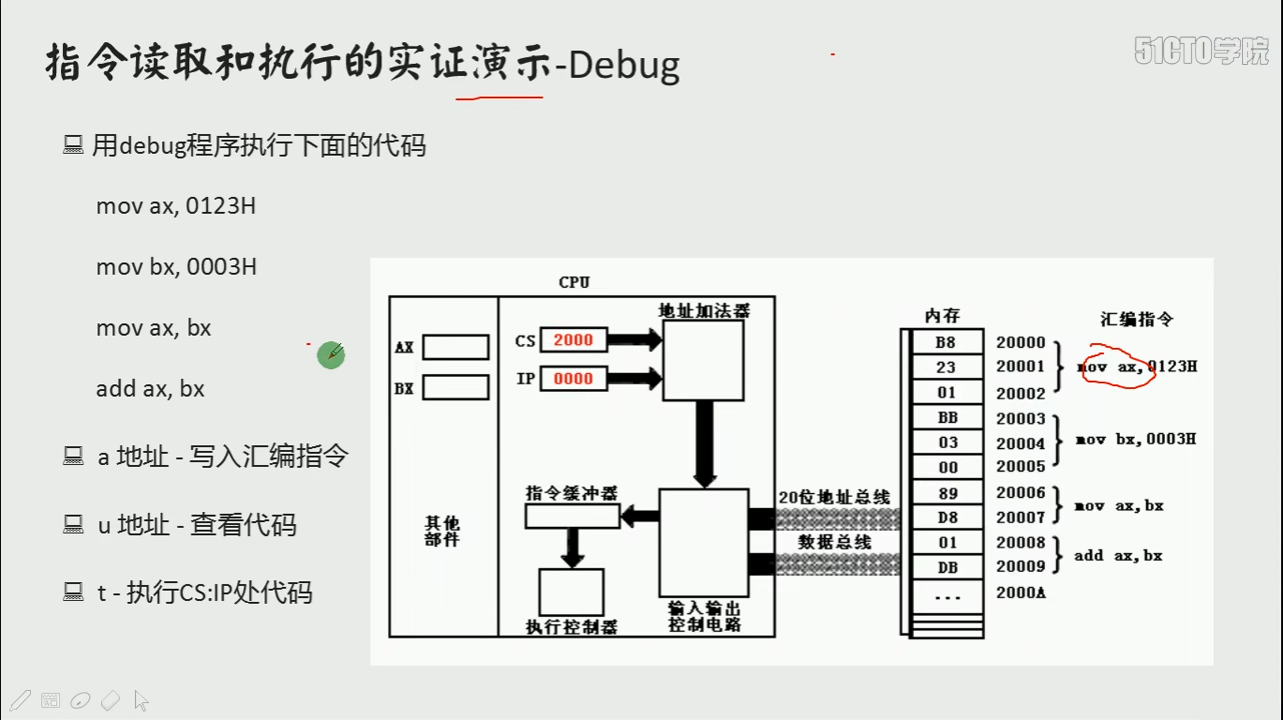 指令读取和执行的实证演示-Debug
51CTO学院
用debug程序执行下面的代码
mov ax, 0123H
mov bx, 0003H
mov ax, bx
add ax, bx
a 地址 - 写入汇编指令
u 地址 - 查看代码
t - 执行CS:IP处代码
CPU
地址加法器
CS 2000
IP 0000
AX
BX
指令缓冲器
其他
部件
执行控制器
输入输出
控制电路
20位地址总线
数据总线
内存
汇编指令
B8 20000
23 20001 mov ax,0123H
01 20002
BB 20003
03 20004 mov bx,0003H
00 20005
89 20006
D8 20007 mov ax,bx
01 20008
DB 20009 add ax,bx
... 2000A